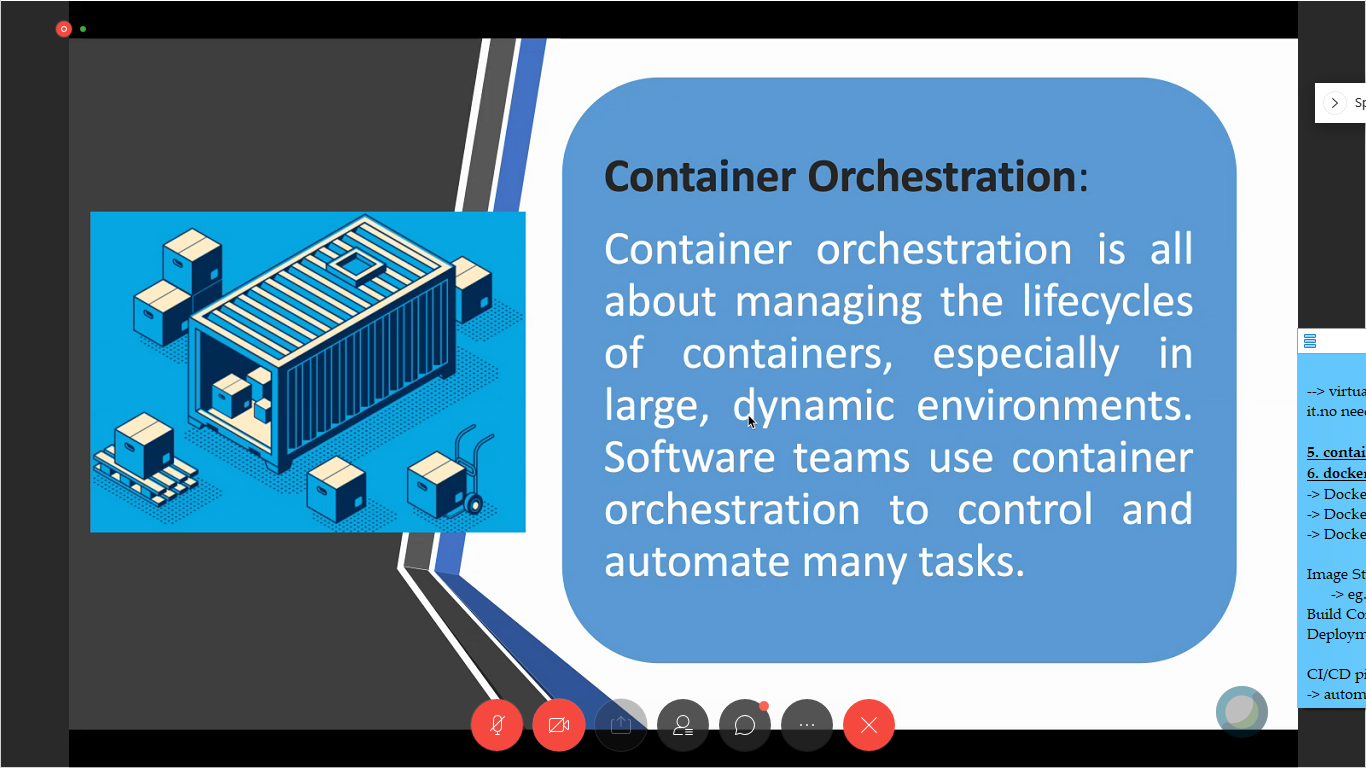 Container Orchestration:
Container orchestration is all
about managing the lifecycles
of containers, especially in
large, dynamic environments.
Software teams use container
orchestration to control and
automate many tasks.
Sp
--> virtua
it.no nee
5. contai
6. docker
-> Docke
-> Docke
-> Docke
Image St
-> eg.
Build Co
Deploym
CI/CD pi
-> autom